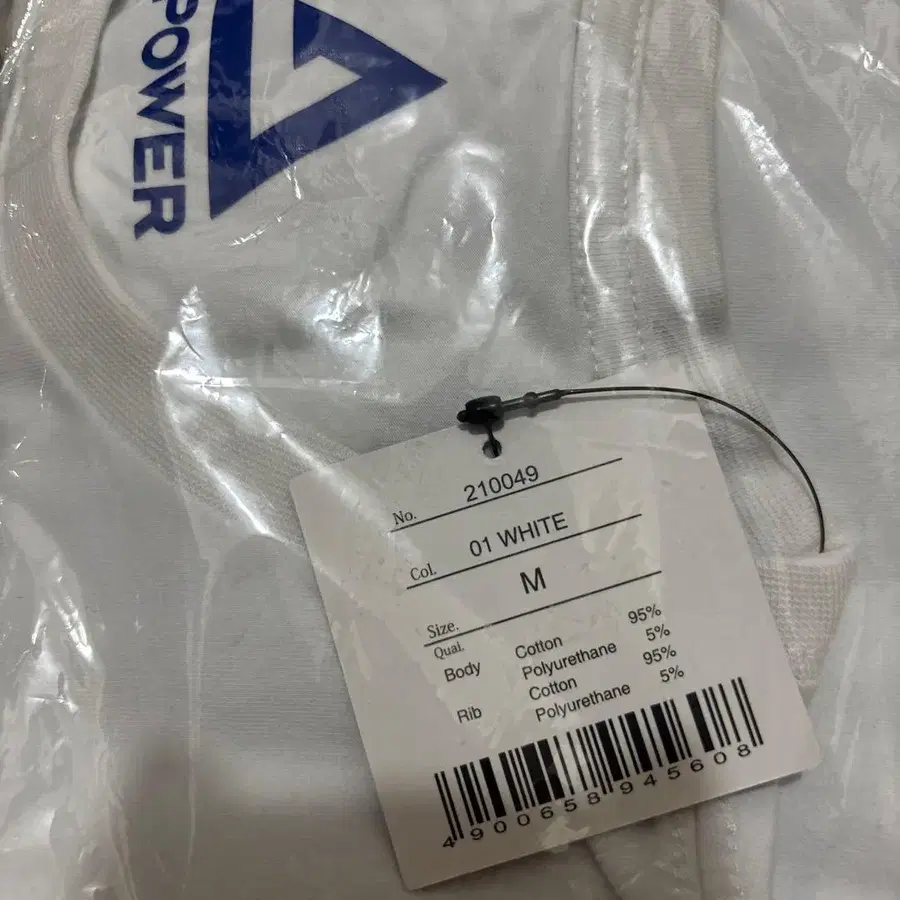 POWER
No. 210049
Col. 01 WHITE
Size. M
Qual.
Body Cotton 95%
Polyurethane 5%
Rib Cotton 95%
Polyurethane 5%
4900658945608